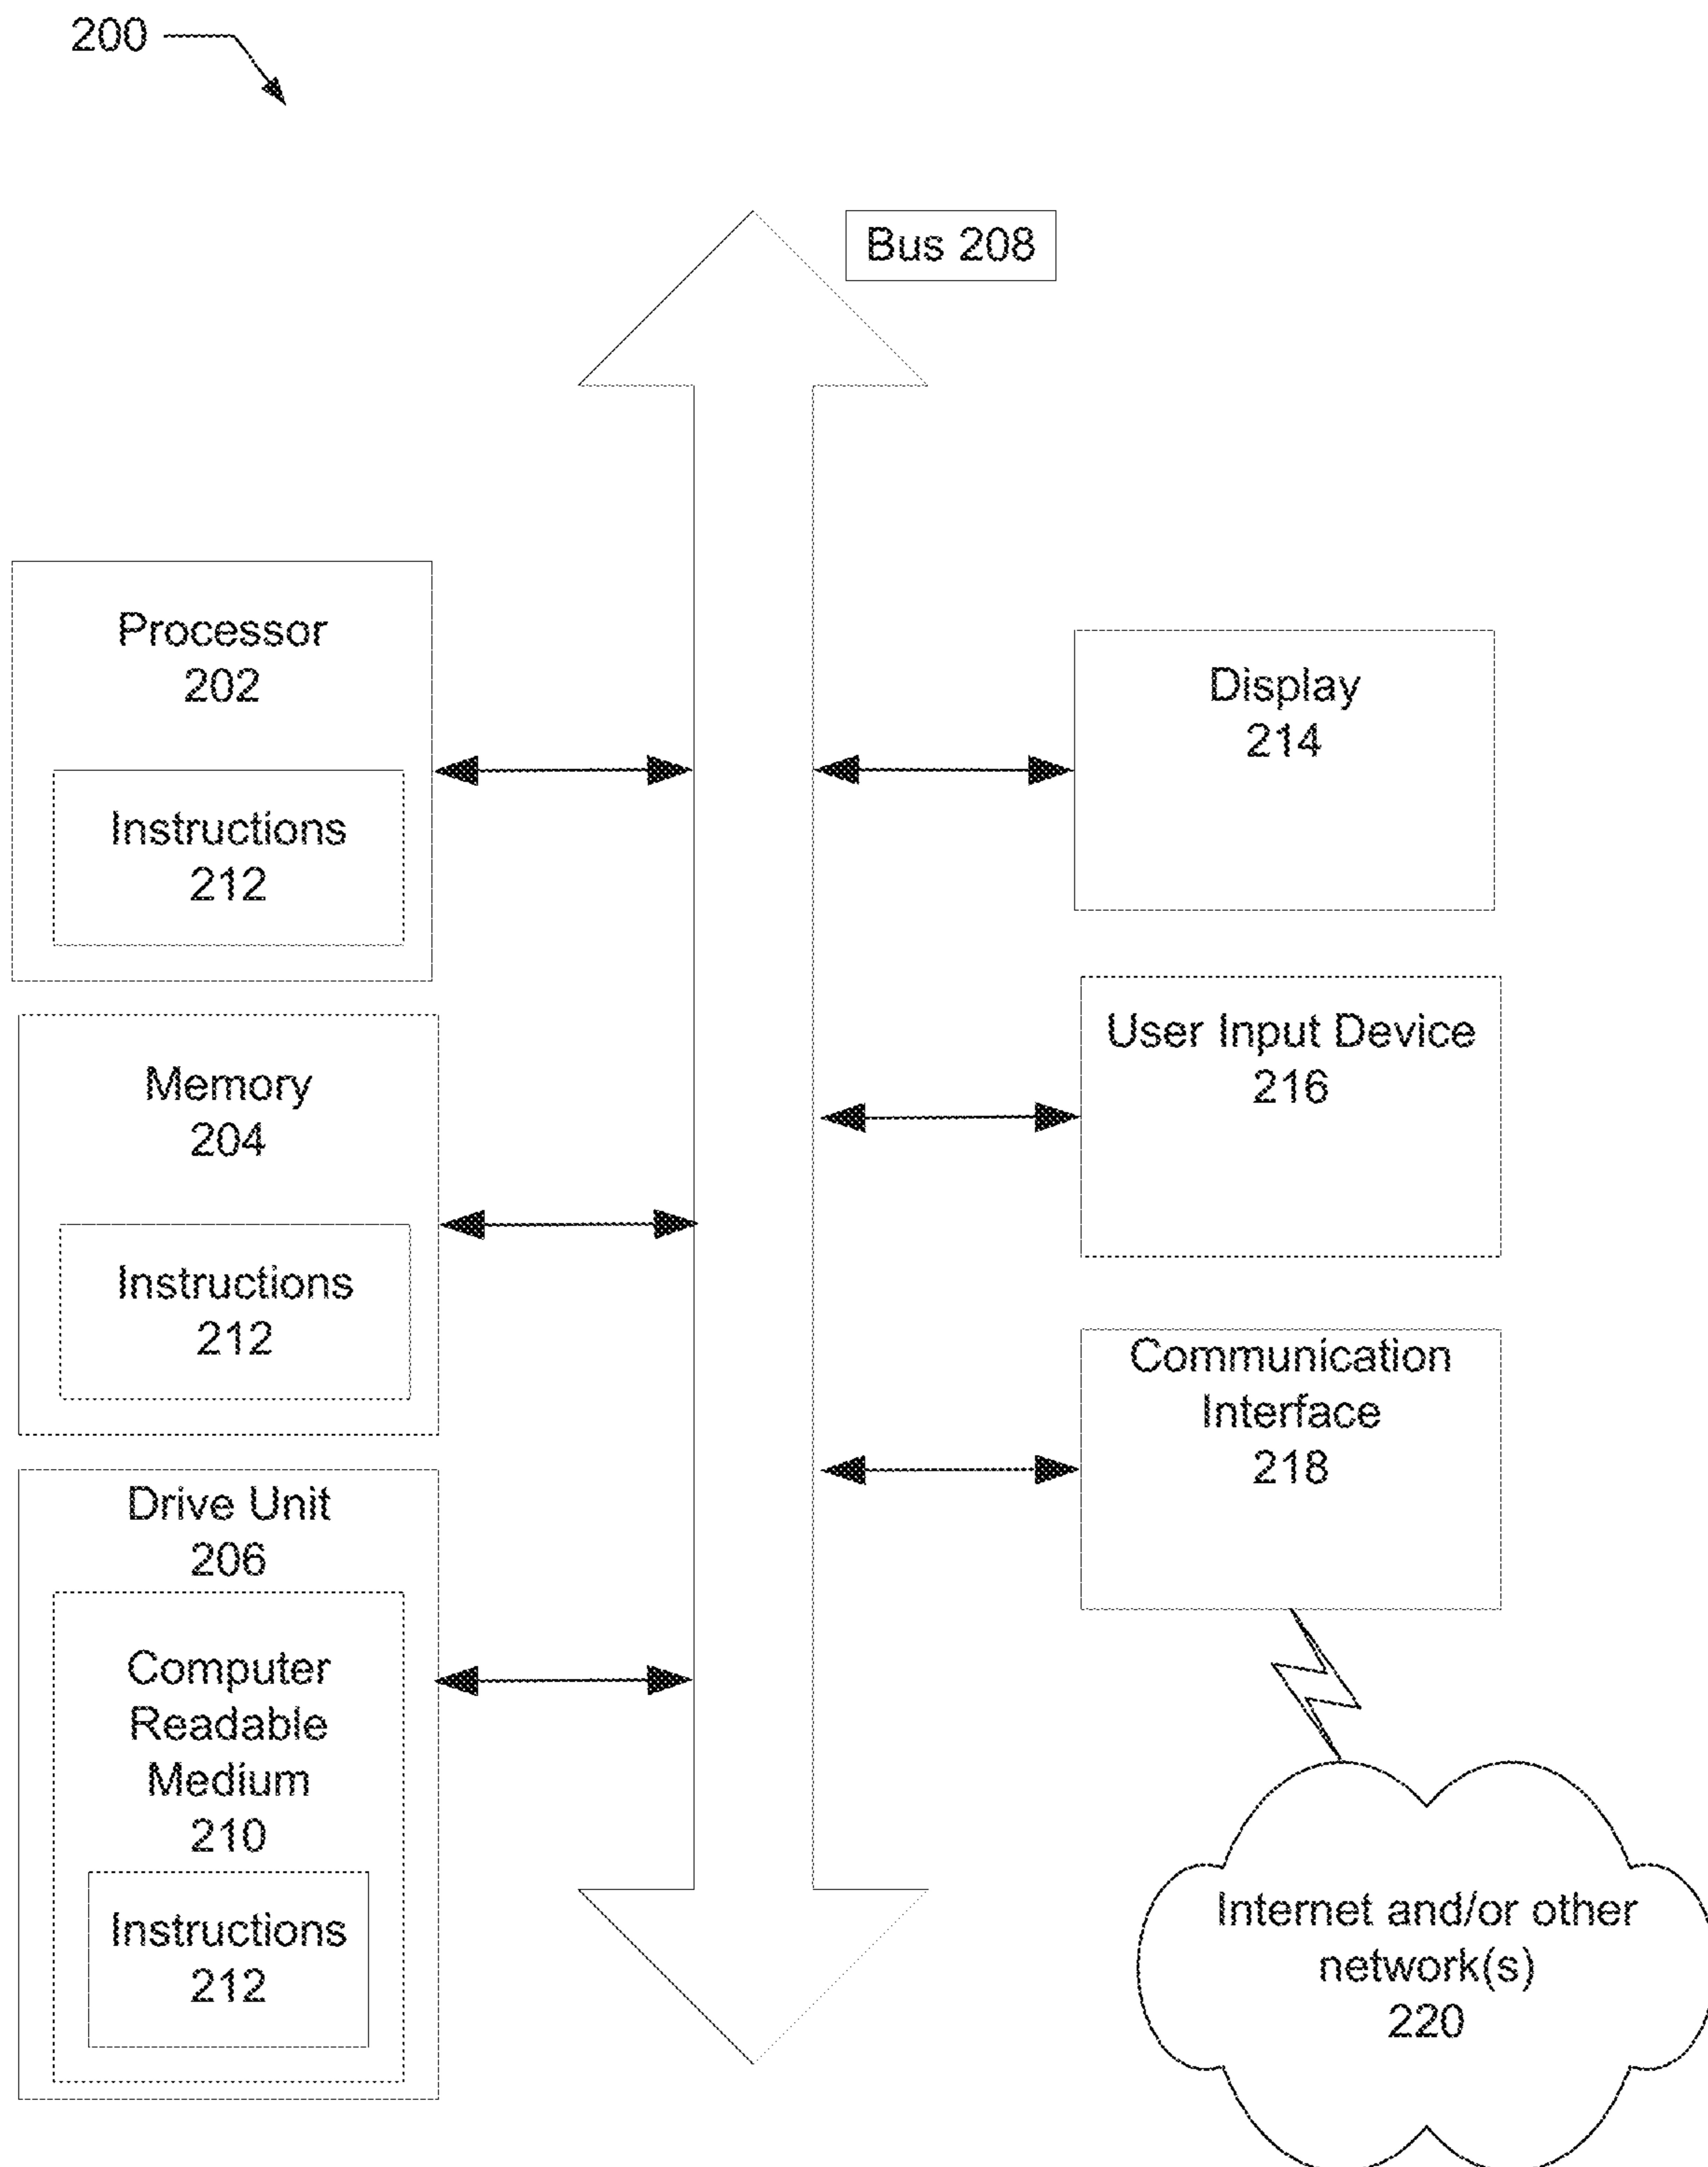 200
Bus 208
Processor
202
Instructions
212
Memory
204
Instructions
212
Drive Unit
206
Computer
Readable
Medium
210
Instructions
212
Display
214
User Input Device
216
Communication
Interface
218
Internet and/or other
network(s)
220